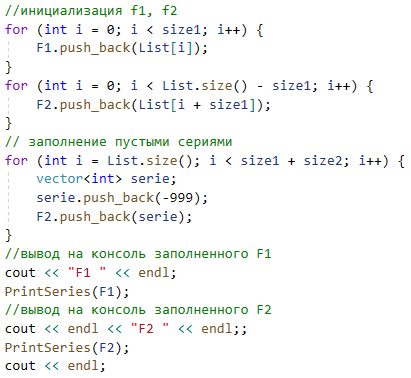 //инициализация f1, f2
for (int i = 0; i < size1; i++) {
    F1.push_back(List[i]);
}
for (int i = 0; i < List.size() - size1; i++) {
    F2.push_back(List[i + size1]);
}
// заполнение пустыми сериями
for (int i = List.size(); i < size1 + size2; i++) {
    vector<int> serie;
    serie.push_back(-999);
    F2.push_back(serie);
}
//вывод на консоль заполненного F1
cout << "F1 " << endl;
PrintSeries(F1);
//вывод на консоль заполненного F2
cout << endl << "F2 " << endl;;
PrintSeries(F2);
cout << endl;